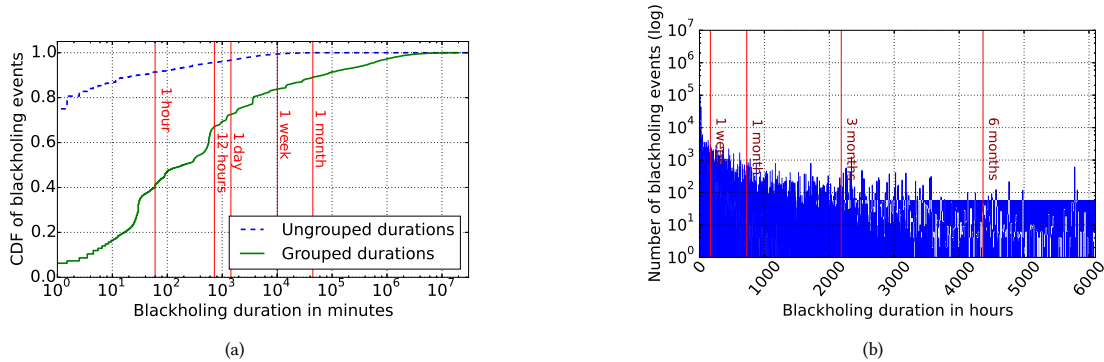 CDF of blackholing events
1.0
0.8
0.6
0.4
0.2
0.0
1 hour
12 hours
1 day
1 week
1 month
Ungrouped durations
Grouped durations
10^0 10^1 10^2 10^3 10^4 10^5 10^6 10^7
Blackholing duration in minutes
(a)
Number of blackholing events (log)
10^7
10^6
10^5
10^4
10^3
10^2
10^1
10^0
1 week
1 month
3 months
6 months
0 1000 2000 3000 4000 5000 6000
Blackholing duration in hours
(b)